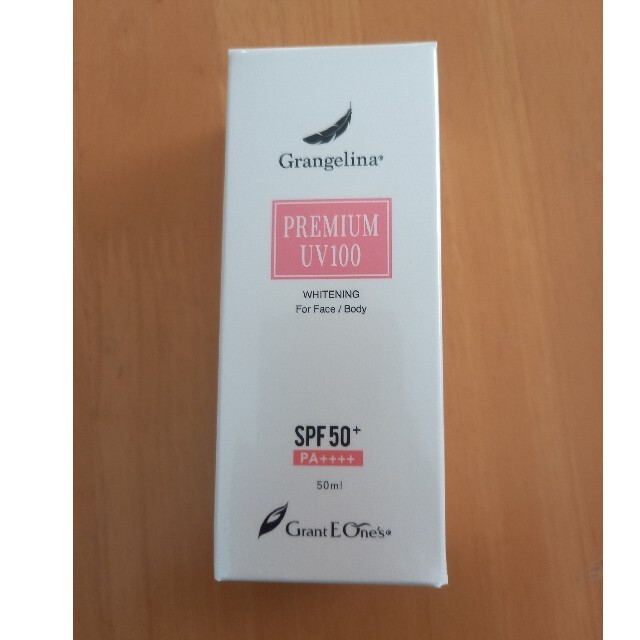 Grangelina®
PREMIUM
UV100
WHITENING
For Face / Body
SPF50+
PA++++
50ml
Grant E One's®